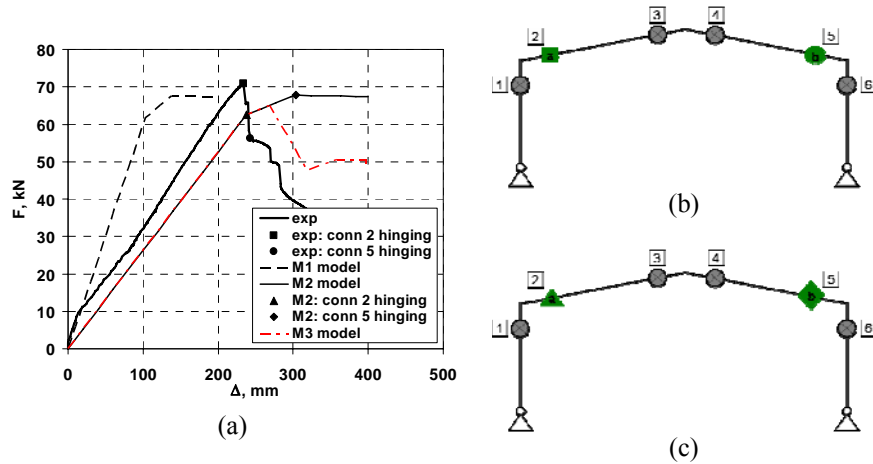 80
70
60
50
40
30
20
10
0
F, kN
0 100 200 300 400 500
Δ, mm
exp
exp: conn 2 hinging
exp: conn 5 hinging
M1 model
M2 model
M2: conn 2 hinging
M2: conn 5 hinging
M3 model
(a)
3 4
2 5
a b
1 6
(b)
3 4
2 5
a b
1 6
(c)